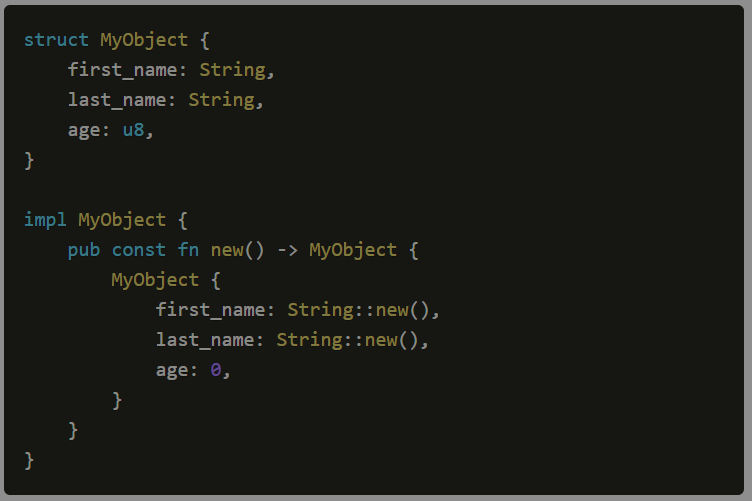 struct MyObject {
    first_name: String,
    last_name: String,
    age: u8,
}

impl MyObject {
    pub const fn new() -> MyObject {
        MyObject {
            first_name: String::new(),
            last_name: String::new(),
            age: 0,
        }
    }
}